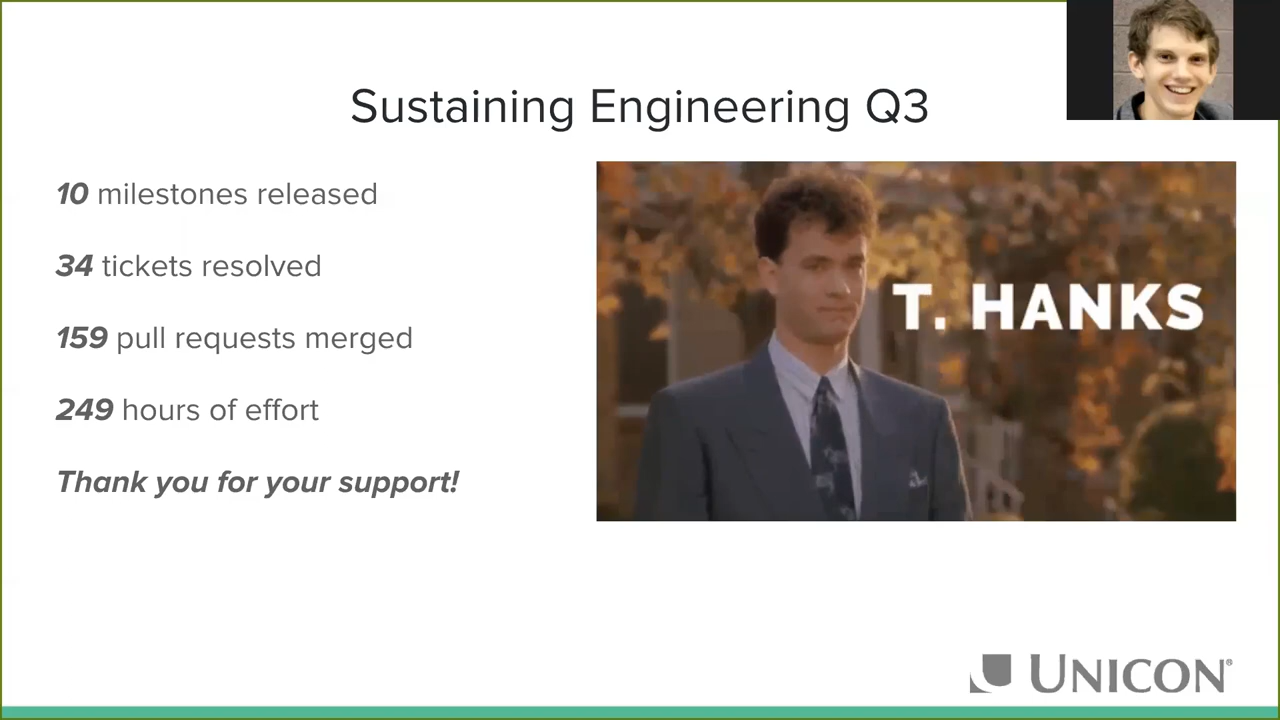 Sustaining Engineering Q3
10 milestones released
34 tickets resolved
159 pull requests merged
249 hours of effort
Thank you for your support!
T. HANKS
UNICON®